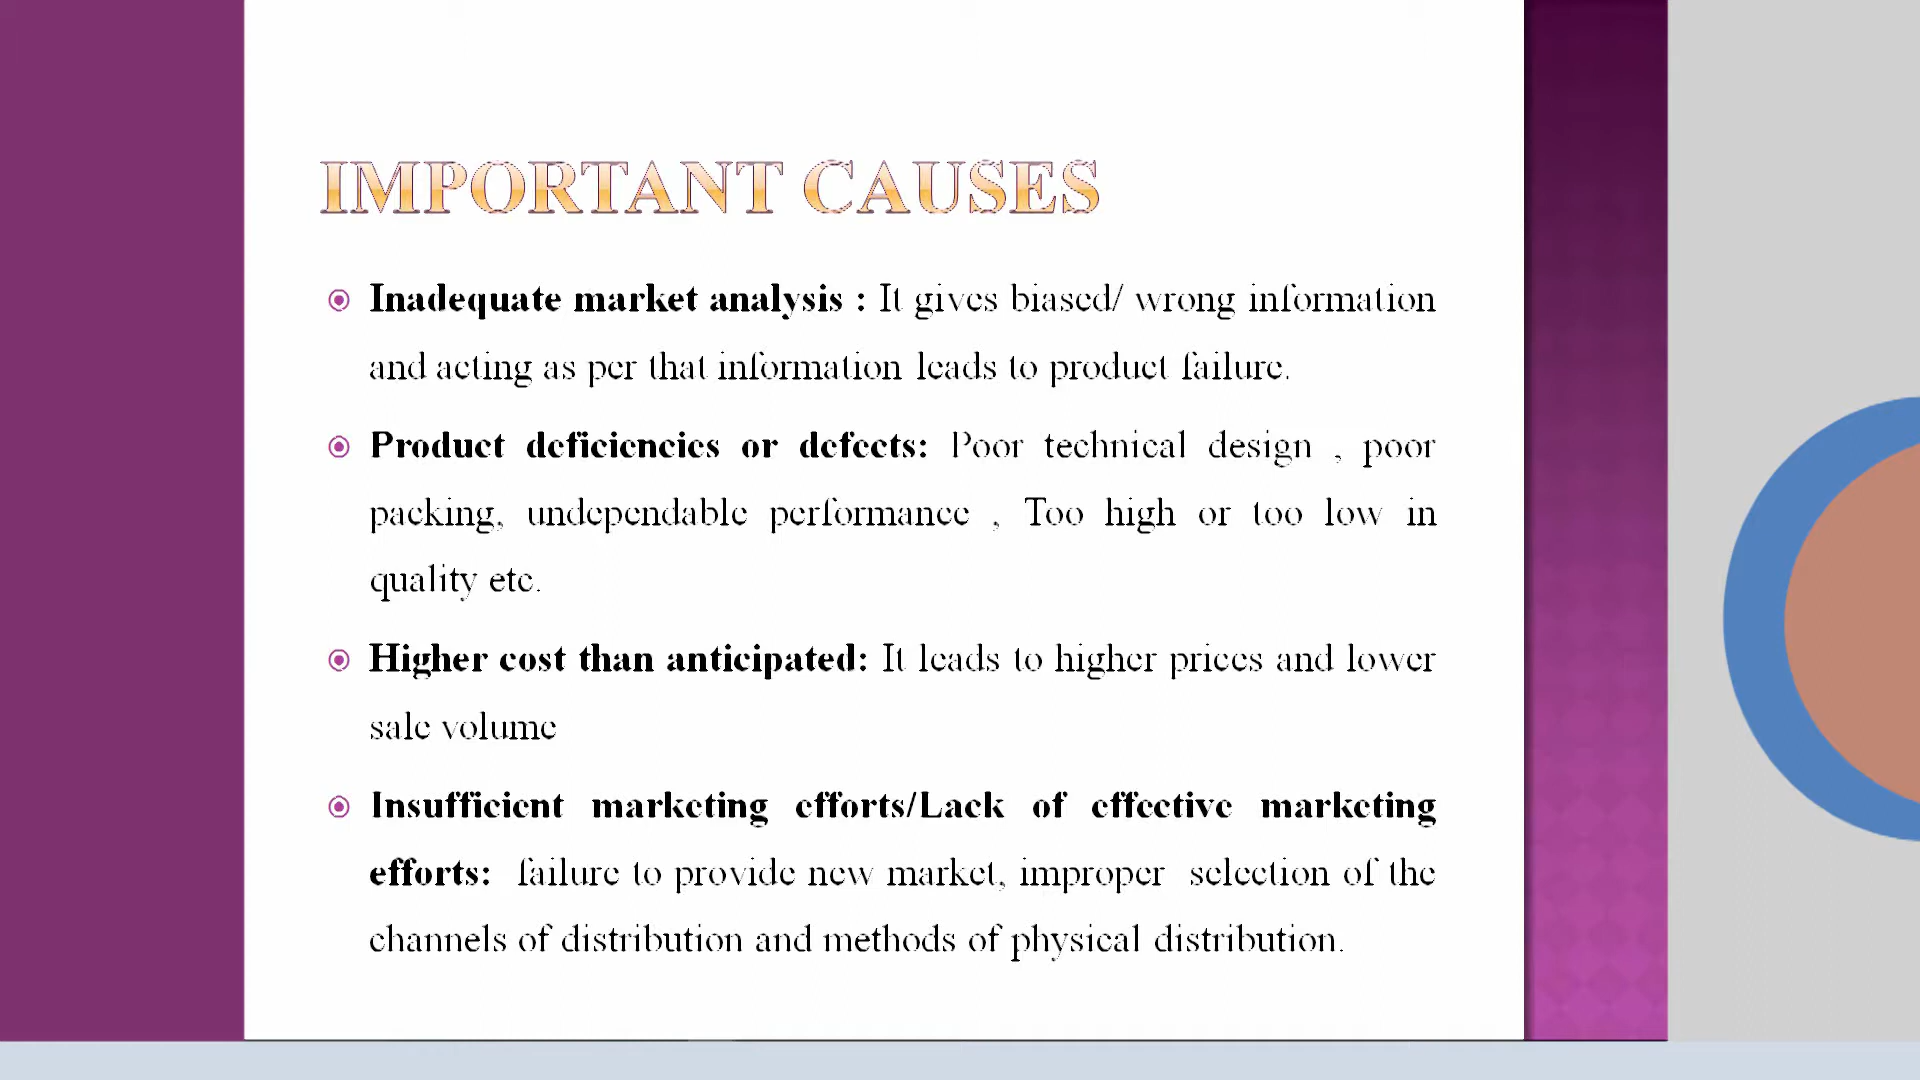 IMPORTANT CAUSES
Inadequate market analysis : It gives biased/ wrong information
and acting as per that information leads to product failure.
Product deficiencies or defects: Poor technical design , poor
packing, undependable performance , Too high or too low in
quality etc.
Higher cost than anticipated: It leads to higher prices and lower
sale volume
Insufficient marketing efforts/Lack of effective marketing
efforts: failure to provide new market, improper selection of the
channels of distribution and methods of physical distribution.